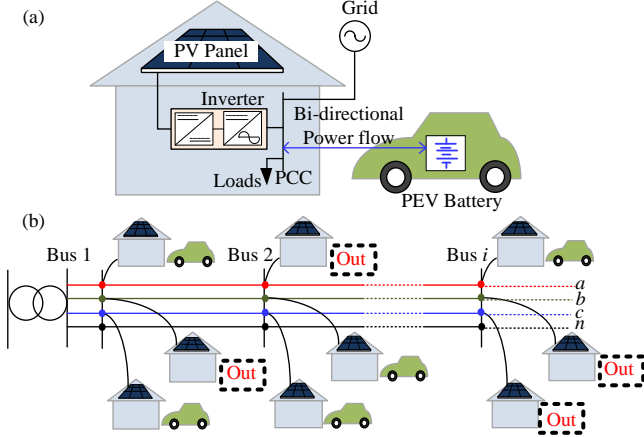 (a)
Grid
PV Panel
Inverter
Bi-directional
Power flow
Loads
PCC
PEV Battery
(b)
Bus 1
Bus 2
Out
Bus i
a
b
c
n
Out
Out
Out